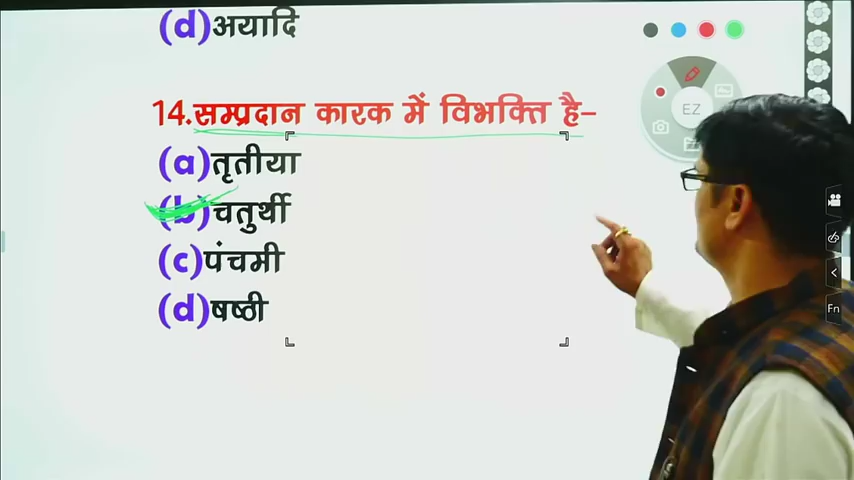 (d)अयादि
14.सम्प्रदान कारक में विभक्ति है-
EZ
(a)तृतीया
(b)चतुर्थी
(c)पंचमी
(d)षष्ठी
Fn